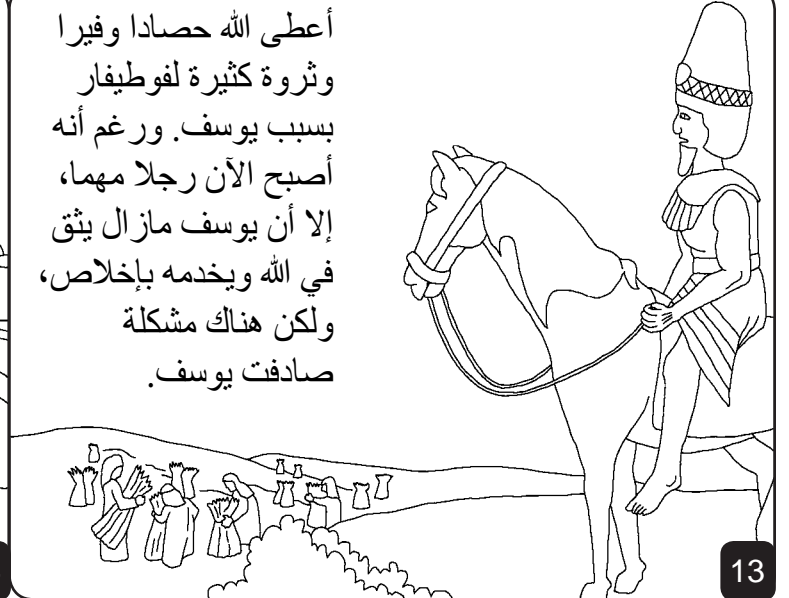 أعطى الله حصادا وفيرا
وثروة كثيرة لفوطيفار
بسبب يوسف. ورغم أنه
أصبح الآن رجلا مهما،
إلا أن يوسف مازال يثق
في الله ويخدمه بإخلاص،
ولكن هناك مشكلة
صادفت يوسف.
13